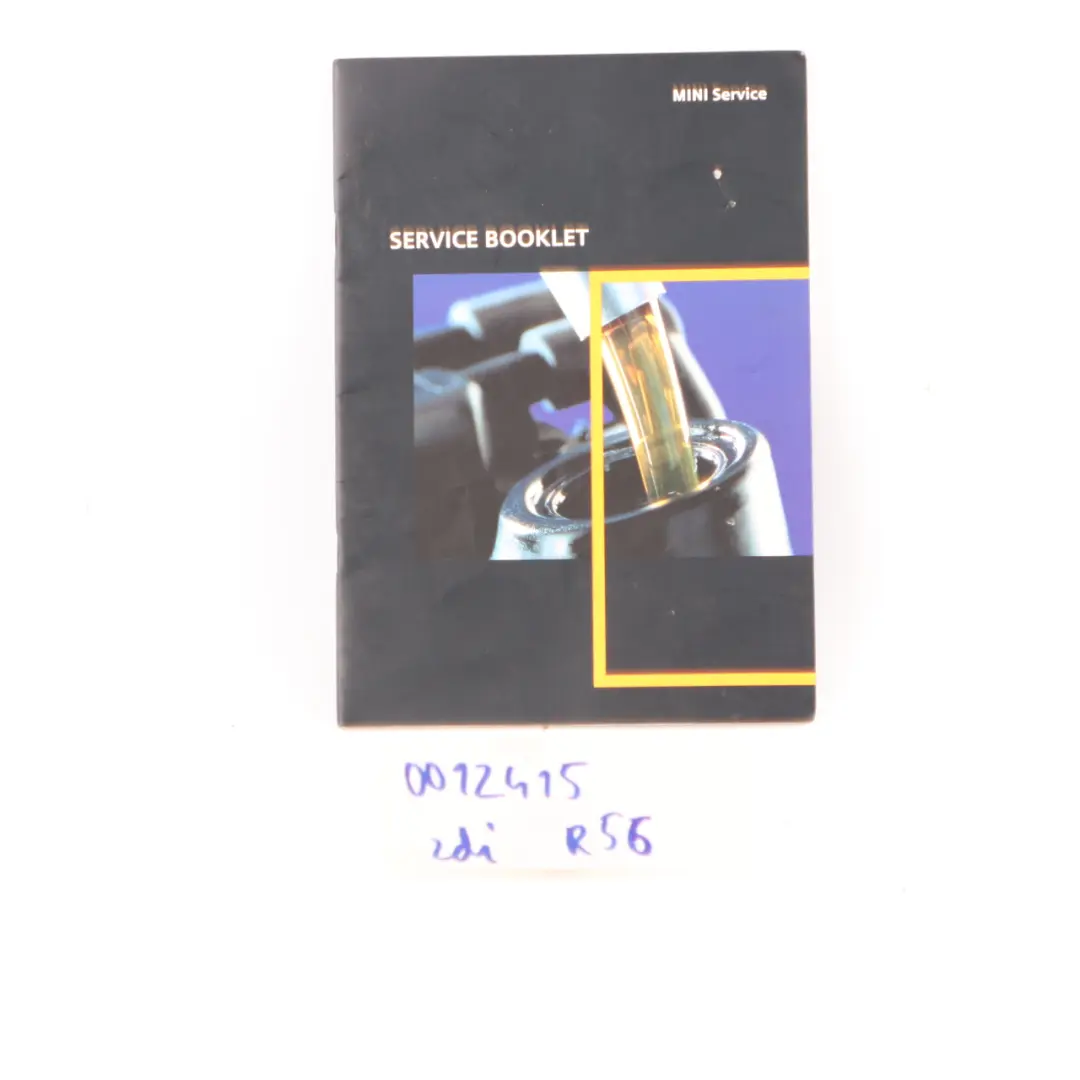 MINI Service
SERVICE BOOKLET
0012415
zdi R56